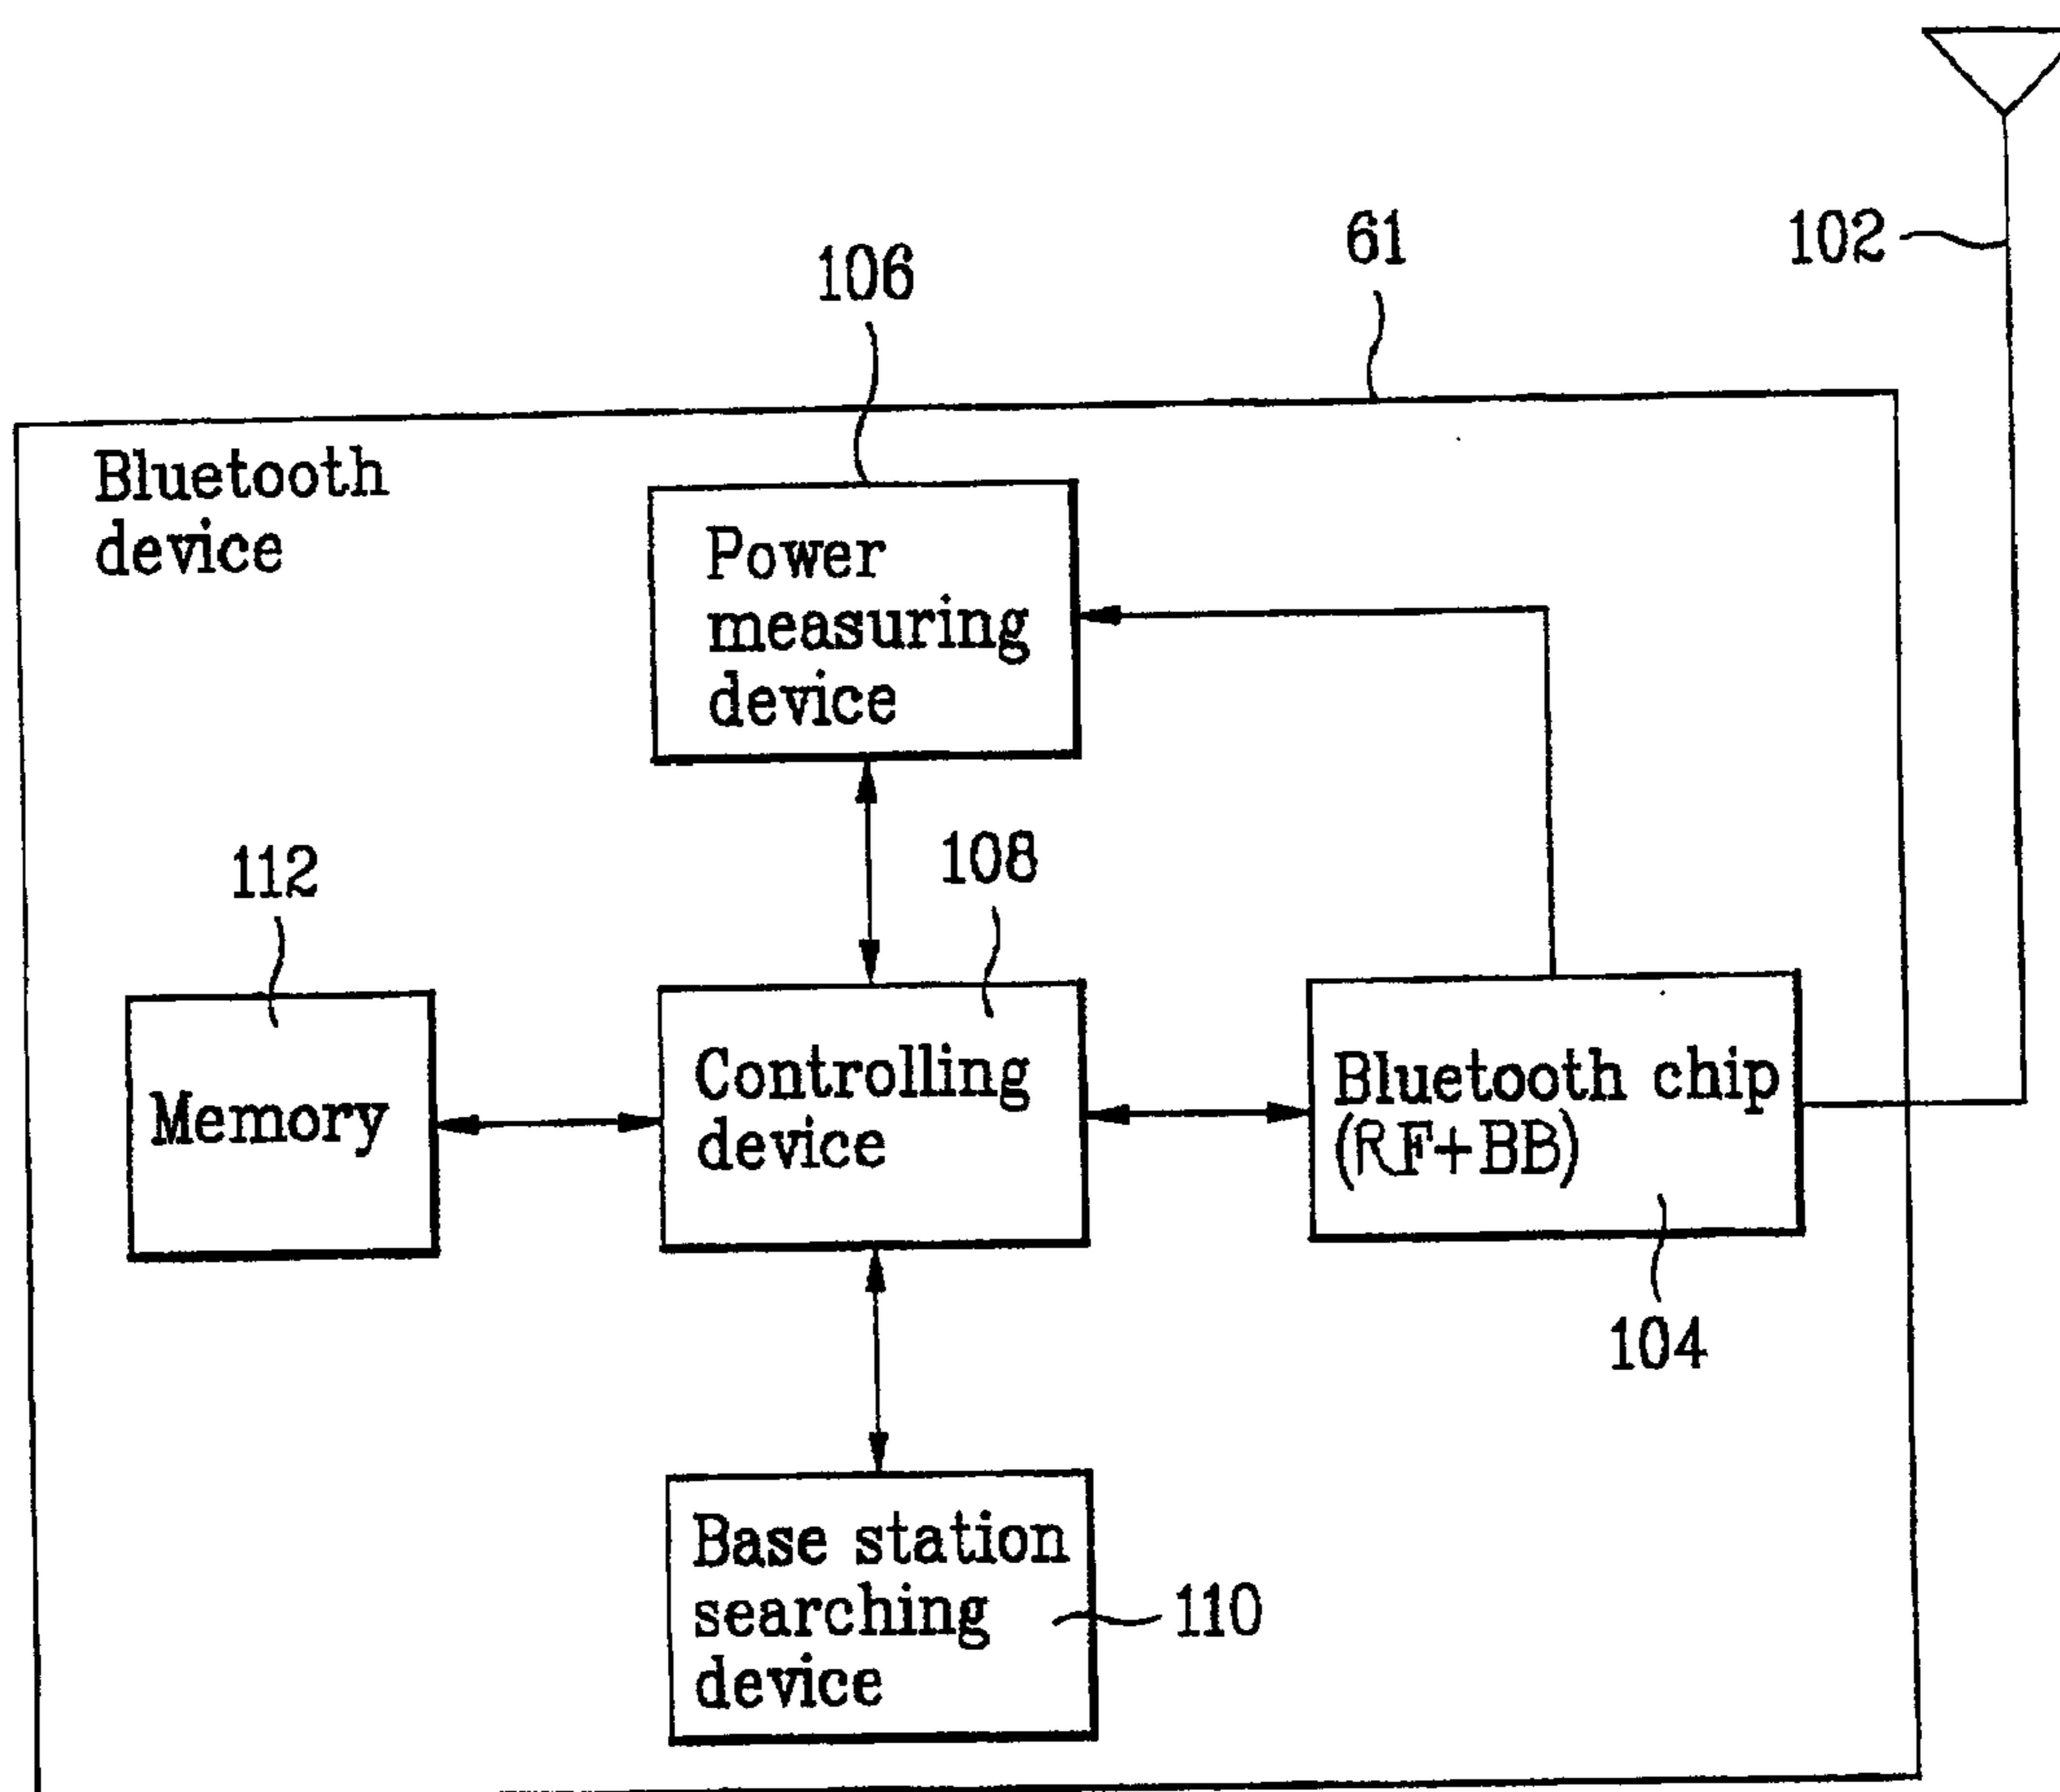 102
61
106
Bluetooth
device
Power
measuring
device
112
108
Memory
Controlling
device
Bluetooth chip
(RF+BB)
104
Base station
searching
device
110